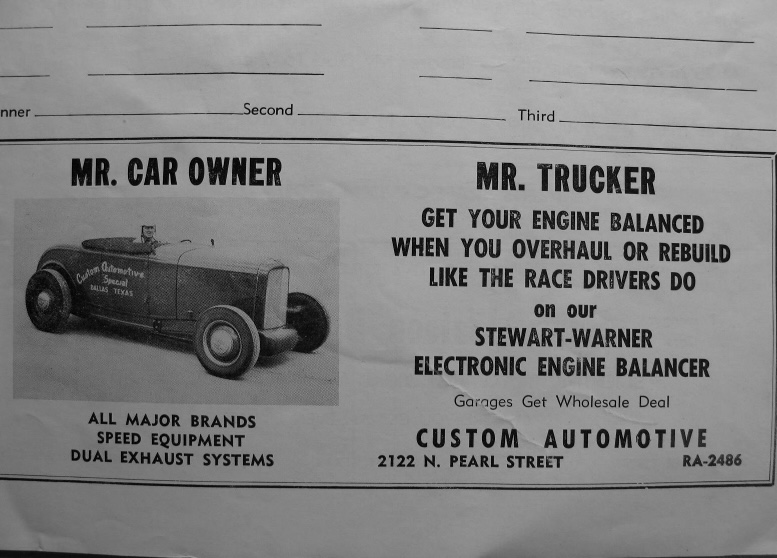 nner Second Third
MR. CAR OWNER
Custom Automotive
Special
DALLAS TEXAS
ALL MAJOR BRANDS
SPEED EQUIPMENT
DUAL EXHAUST SYSTEMS
MR. TRUCKER
GET YOUR ENGINE BALANCED
WHEN YOU OVERHAUL OR REBUILD
LIKE THE RACE DRIVERS DO
on our
STEWART-WARNER
ELECTRONIC ENGINE BALANCER
Garages Get Wholesale Deal
CUSTOM AUTOMOTIVE
2122 N. PEARL STREET RA-2486